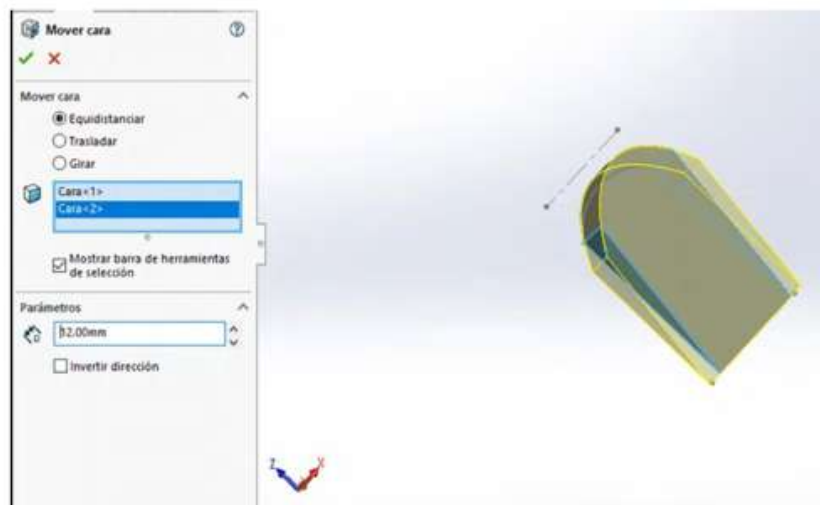 Mover cara
Mover cara
Equidistanciar
Trasladar
Girar
Cara<1>
Cara<2>
Mostrar barra de herramientas
de selección
Parámetros
12.00mm
Invertir dirección
Z
X